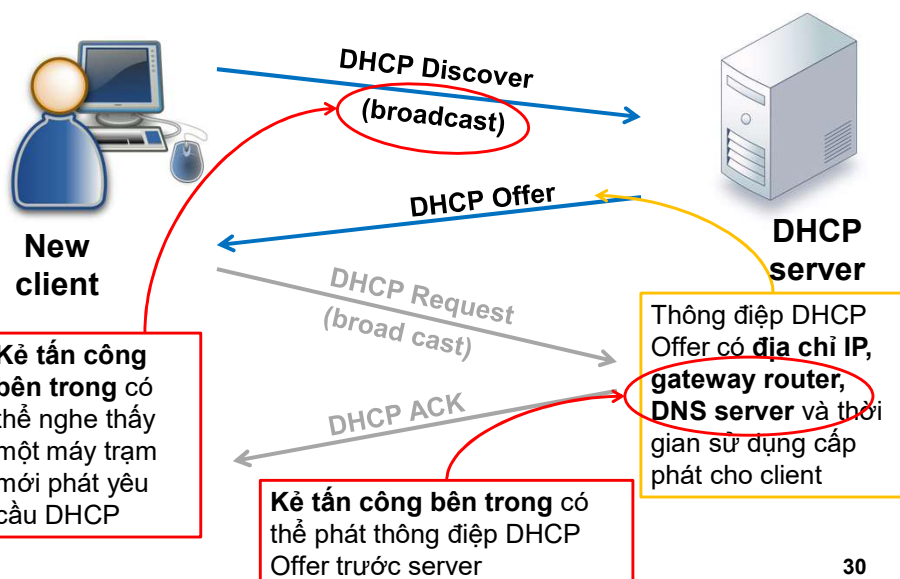 DHCP Discover
(broadcast)
DHCP Offer
New
client
DHCP
server
DHCP Request
(broad cast)
DHCP ACK
Thông điệp DHCP
Offer có địa chỉ IP,
gateway router,
DNS server và thời
gian sử dụng cấp
phát cho client
Kẻ tấn công
bên trong có
thể nghe thấy
một máy trạm
mới phát yêu
cầu DHCP
Kẻ tấn công bên trong có
thể phát thông điệp DHCP
Offer trước server
30